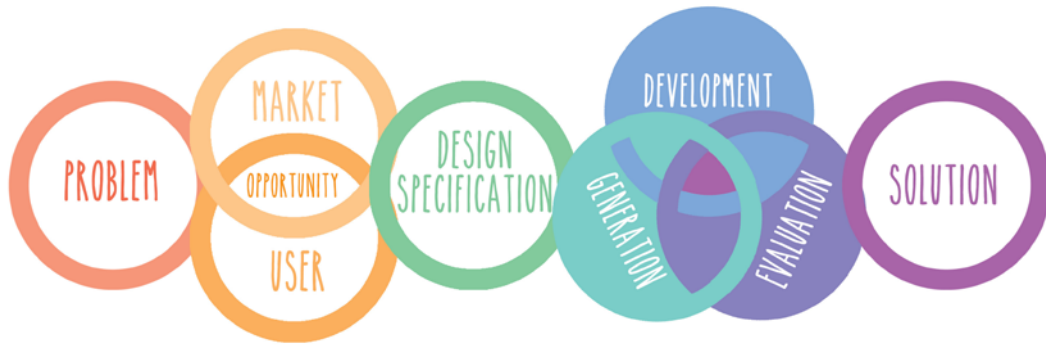 PROBLEM
MARKET
OPPORTUNITY
USER
DESIGN
SPECIFICATION
DEVELOPMENT
GENERATION
EVALUATION
SOLUTION